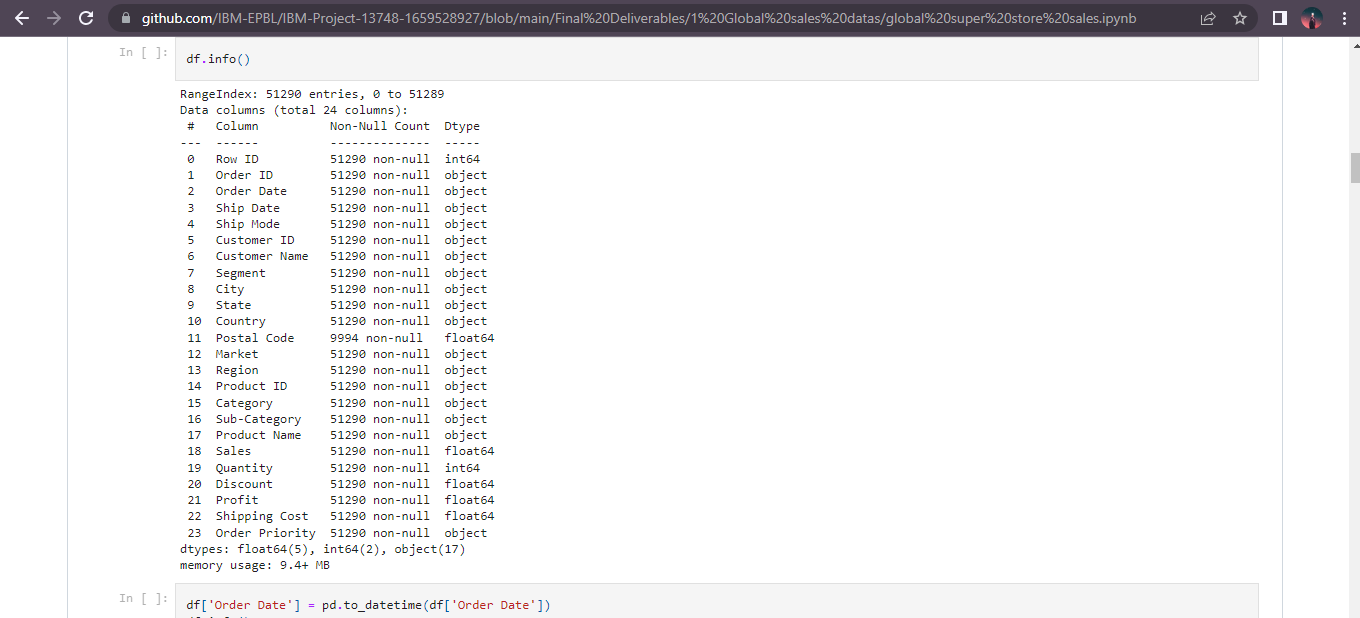 github.com/IBM-EPBL/IBM-Project-13748-1659528927/blob/main/Final%20Deliverables/1%20Global%20sales%20datas/global%20super%20store%20sales.ipynb
In [ ]: df.info()
RangeIndex: 51290 entries, 0 to 51289
Data columns (total 24 columns):
 #   Column          Non-Null Count  Dtype
---  ------          --------------  -----
 0   Row ID          51290 non-null  int64
 1   Order ID        51290 non-null  object
 2   Order Date      51290 non-null  object
 3   Ship Date       51290 non-null  object
 4   Ship Mode       51290 non-null  object
 5   Customer ID     51290 non-null  object
 6   Customer Name   51290 non-null  object
 7   Segment         51290 non-null  object
 8   City            51290 non-null  object
 9   State           51290 non-null  object
 10  Country         51290 non-null  object
 11  Postal Code     9994 non-null   float64
 12  Market          51290 non-null  object
 13  Region          51290 non-null  object
 14  Product ID      51290 non-null  object
 15  Category        51290 non-null  object
 16  Sub-Category    51290 non-null  object
 17  Product Name    51290 non-null  object
 18  Sales           51290 non-null  float64
 19  Quantity        51290 non-null  int64
 20  Discount        51290 non-null  float64
 21  Profit          51290 non-null  float64
 22  Shipping Cost   51290 non-null  float64
 23  Order Priority  51290 non-null  object
dtypes: float64(5), int64(2), object(17)
memory usage: 9.4+ MB
In [ ]: df['Order Date'] = pd.to_datetime(df['Order Date'])